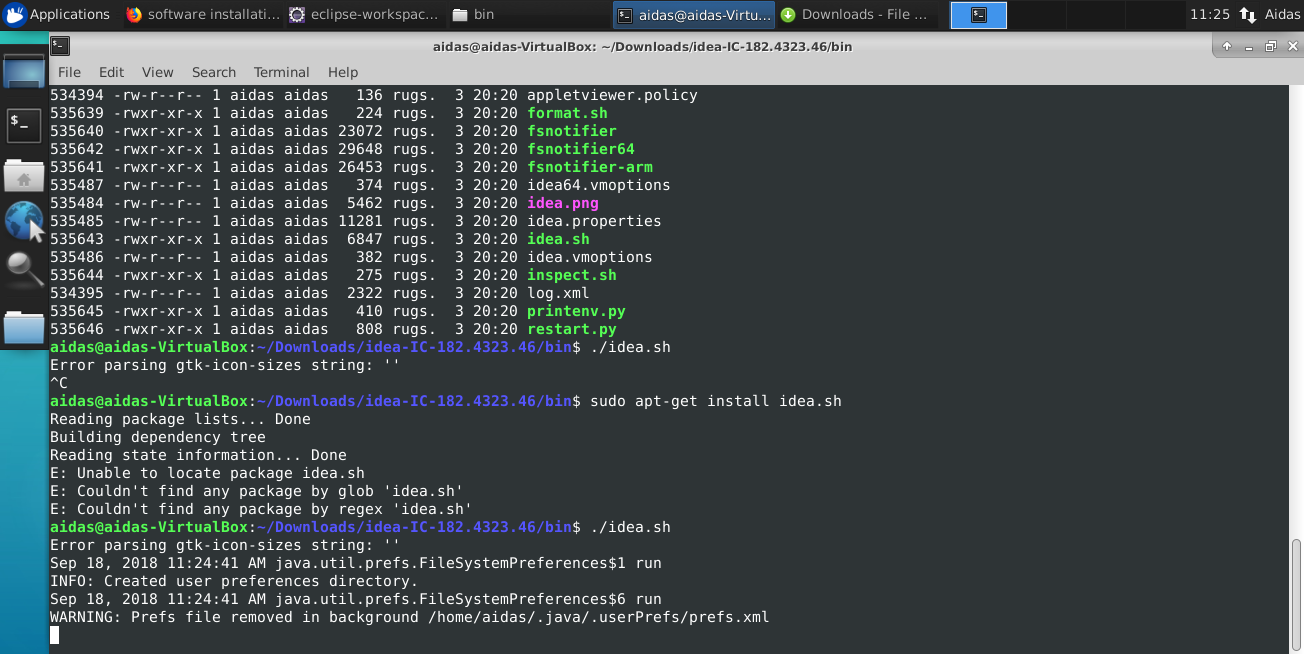 Applications software installati... eclipse-workspac... bin aidas@aidas-Virtu... Downloads - File ... 11:25 Aidas
aidas@aidas-VirtualBox: ~/Downloads/idea-IC-182.4323.46/bin
File Edit View Search Terminal Help
534394 -rw-r--r-- 1 aidas aidas   136 rugs.  3 20:20 appletviewer.policy
535639 -rwxr-xr-x 1 aidas aidas   224 rugs.  3 20:20 format.sh
535640 -rwxr-xr-x 1 aidas aidas 23072 rugs.  3 20:20 fsnotifier
535642 -rwxr-xr-x 1 aidas aidas 29648 rugs.  3 20:20 fsnotifier64
535641 -rwxr-xr-x 1 aidas aidas 26453 rugs.  3 20:20 fsnotifier-arm
535487 -rw-r--r-- 1 aidas aidas   374 rugs.  3 20:20 idea64.vmoptions
535484 -rw-r--r-- 1 aidas aidas  5462 rugs.  3 20:20 idea.png
535485 -rw-r--r-- 1 aidas aidas 11281 rugs.  3 20:20 idea.properties
535643 -rwxr-xr-x 1 aidas aidas  6847 rugs.  3 20:20 idea.sh
535486 -rw-r--r-- 1 aidas aidas   382 rugs.  3 20:20 idea.vmoptions
535644 -rwxr-xr-x 1 aidas aidas   275 rugs.  3 20:20 inspect.sh
534395 -rw-r--r-- 1 aidas aidas  2322 rugs.  3 20:20 log.xml
535645 -rwxr-xr-x 1 aidas aidas   410 rugs.  3 20:20 printenv.py
535646 -rwxr-xr-x 1 aidas aidas   808 rugs.  3 20:20 restart.py
aidas@aidas-VirtualBox:~/Downloads/idea-IC-182.4323.46/bin$ ./idea.sh
Error parsing gtk-icon-sizes string: ''
^C
aidas@aidas-VirtualBox:~/Downloads/idea-IC-182.4323.46/bin$ sudo apt-get install idea.sh
Reading package lists... Done
Building dependency tree
Reading state information... Done
E: Unable to locate package idea.sh
E: Couldn't find any package by glob 'idea.sh'
E: Couldn't find any package by regex 'idea.sh'
aidas@aidas-VirtualBox:~/Downloads/idea-IC-182.4323.46/bin$ ./idea.sh
Error parsing gtk-icon-sizes string: ''
Sep 18, 2018 11:24:41 AM java.util.prefs.FileSystemPreferences$1 run
INFO: Created user preferences directory.
Sep 18, 2018 11:24:41 AM java.util.prefs.FileSystemPreferences$6 run
WARNING: Prefs file removed in background /home/aidas/.java/.userPrefs/prefs.xml